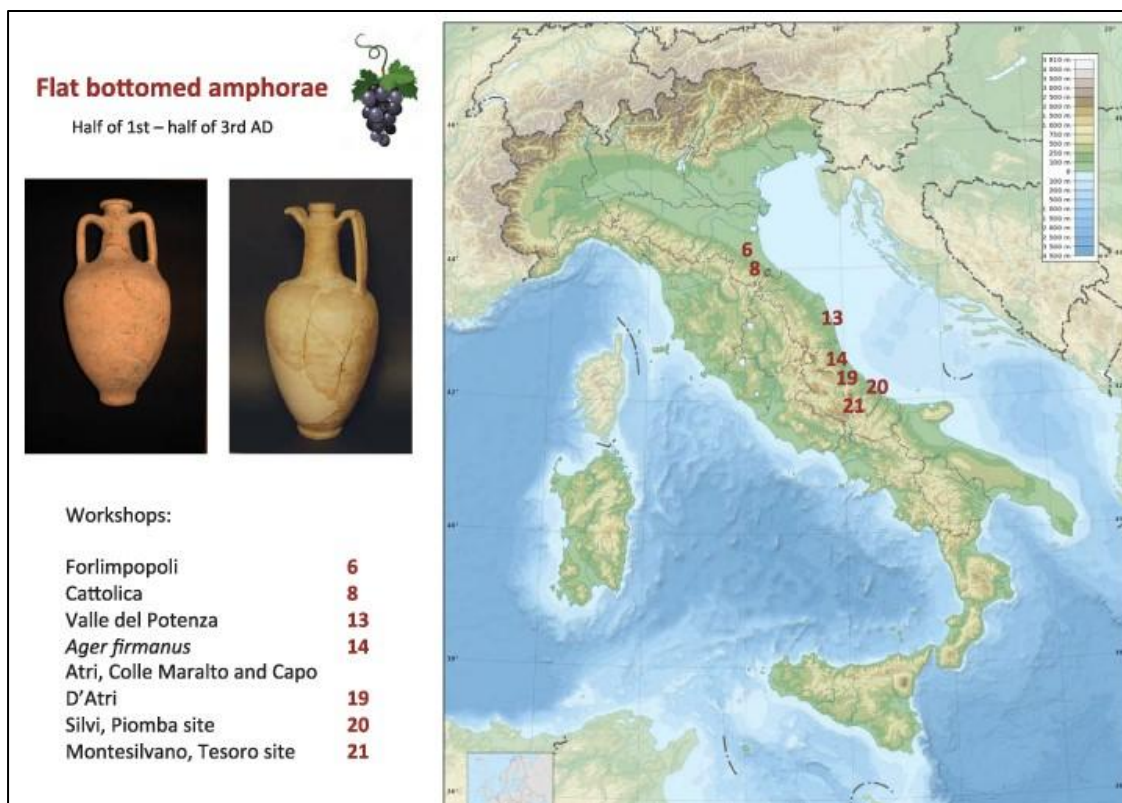 Flat bottomed amphorae
Half of 1st – half of 3rd AD
Workshops:
Forlimpopoli 6
Cattolica 8
Valle del Potenza 13
Ager firmanus 14
Atri, Colle Maralto and Capo
D'Atri 19
Silvi, Piomba site 20
Montesilvano, Tesoro site 21
6
8
13
14
19
20
21